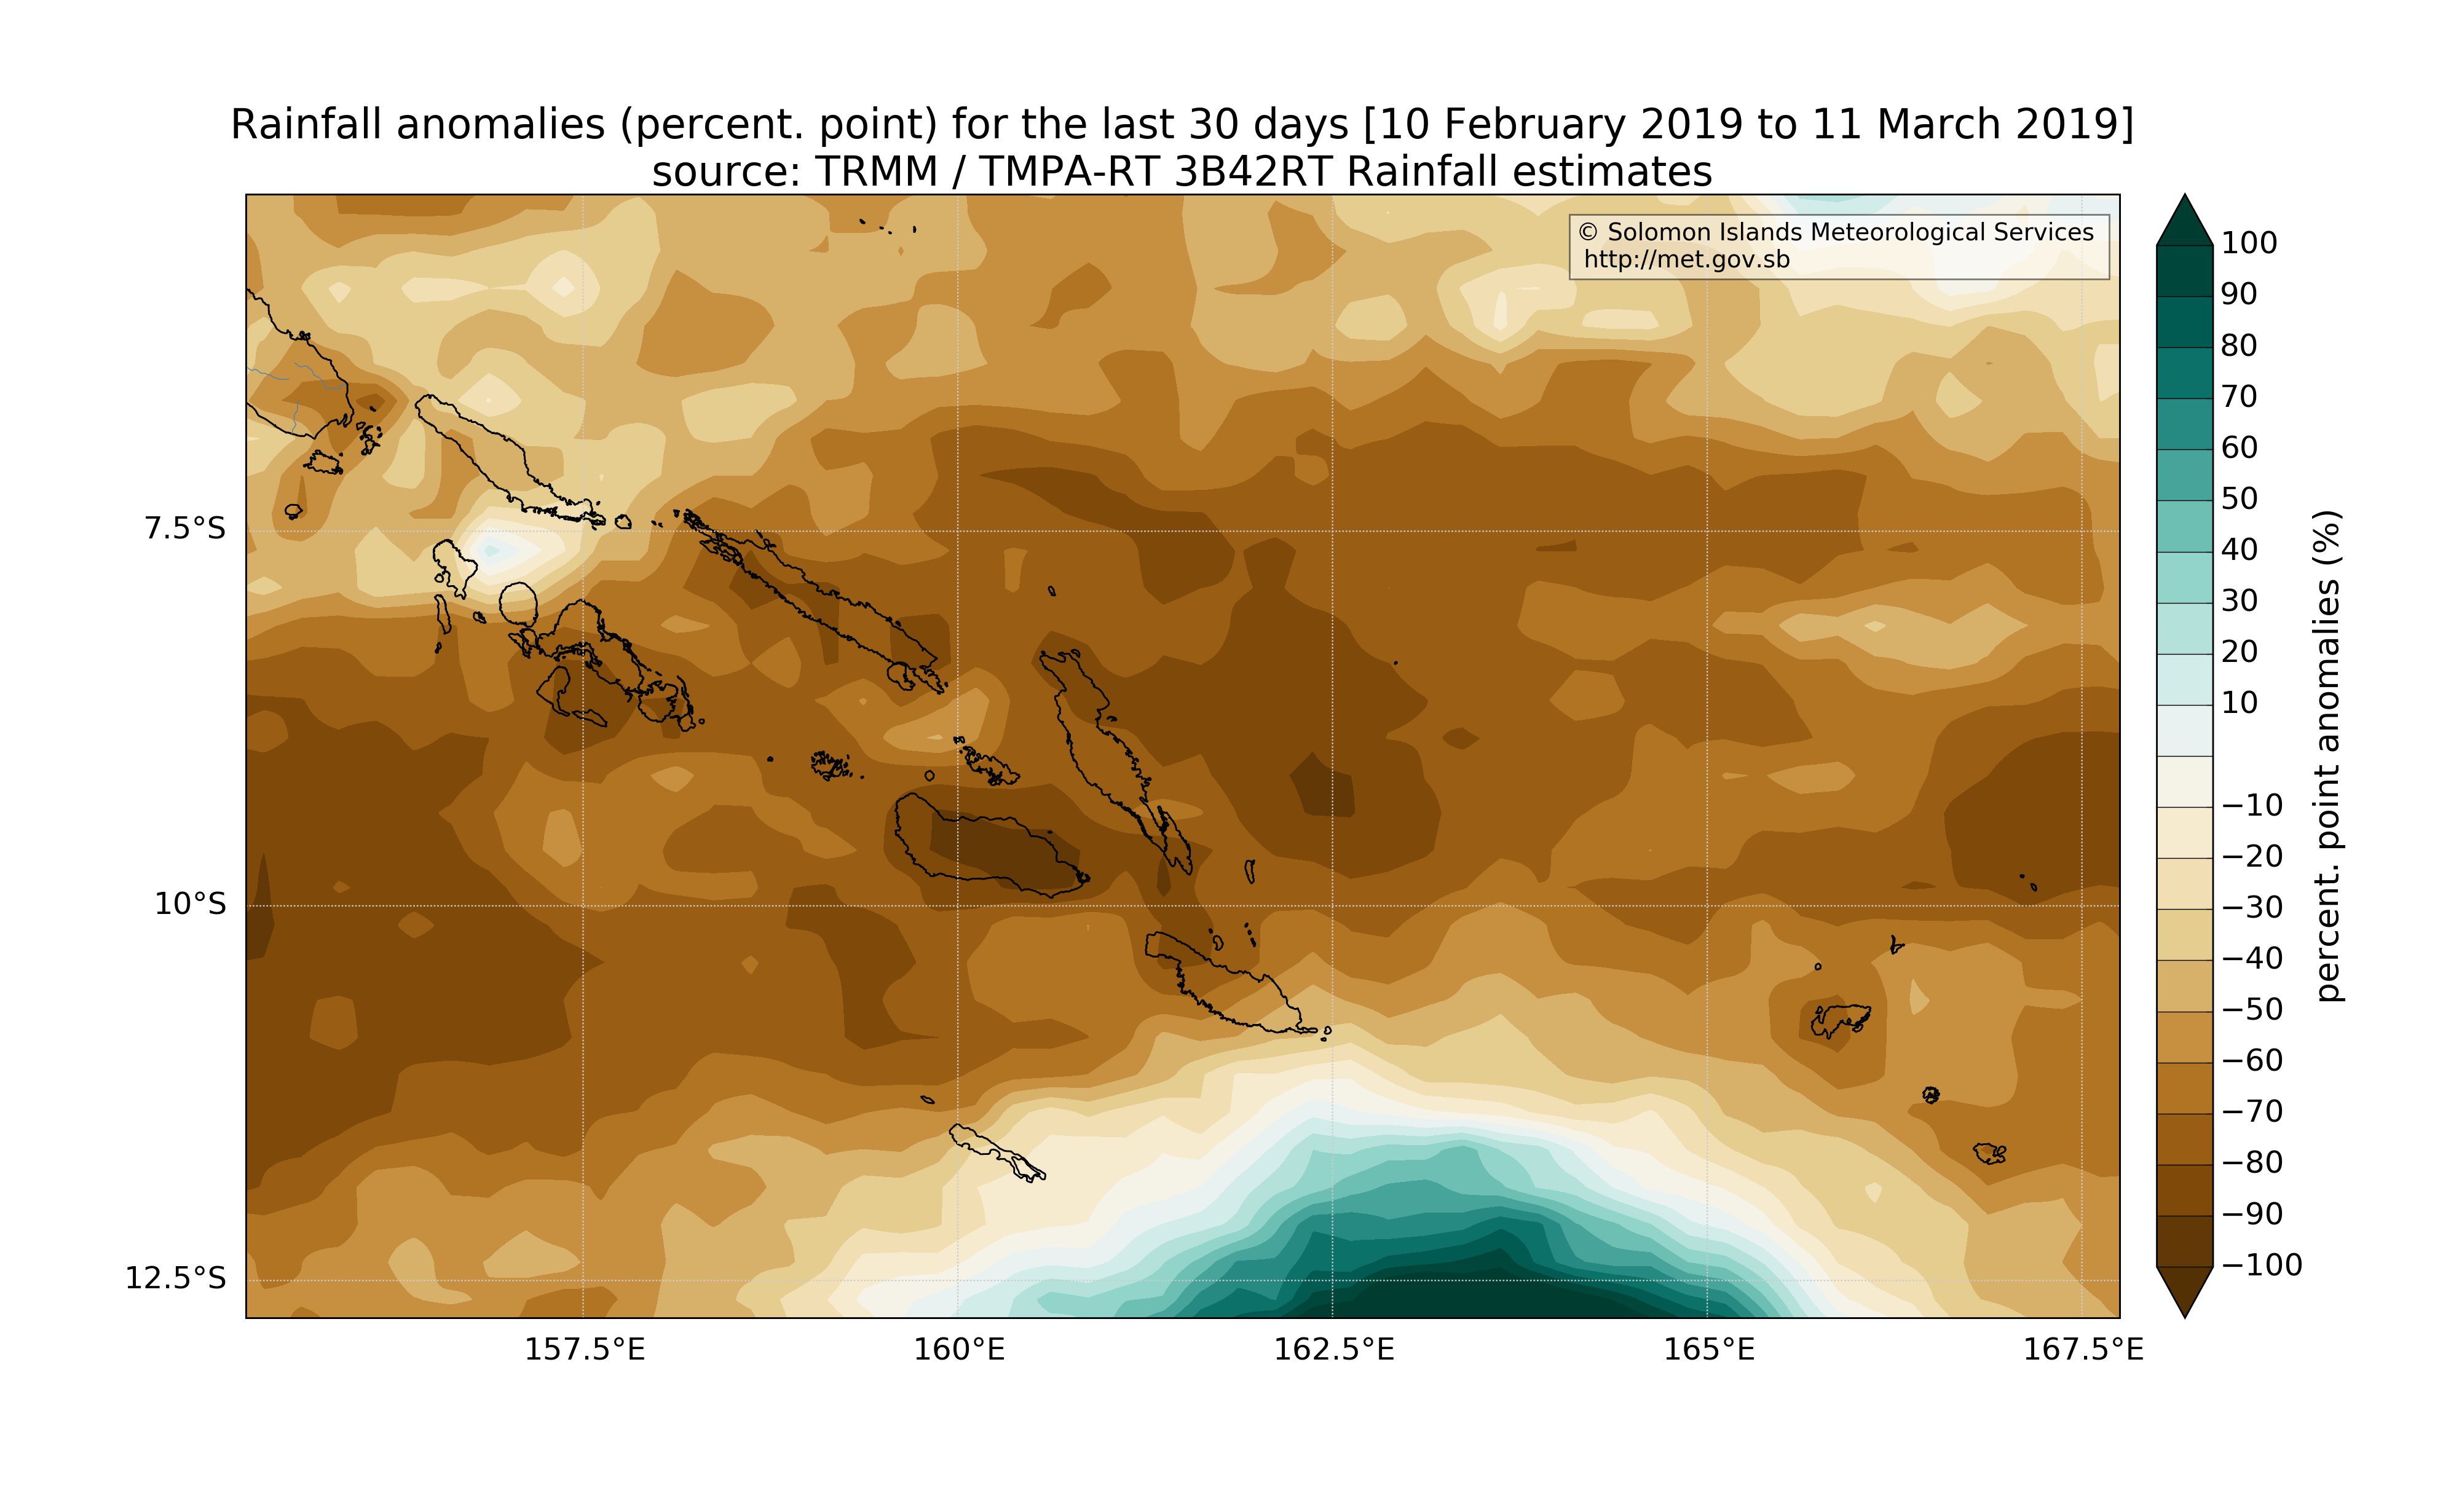 Rainfall anomalies (percent. point) for the last 30 days [10 February 2019 to 11 March 2019]
source: TRMM / TMPA-RT 3B42RT Rainfall estimates
© Solomon Islands Meteorological Services
http://met.gov.sb
7.5°S
10°S
12.5°S
157.5°E
160°E
162.5°E
165°E
167.5°E
100
90
80
70
60
50
40
30
20
10
−10
−20
−30
−40
−50
−60
−70
−80
−90
−100
percent. point anomalies (%)